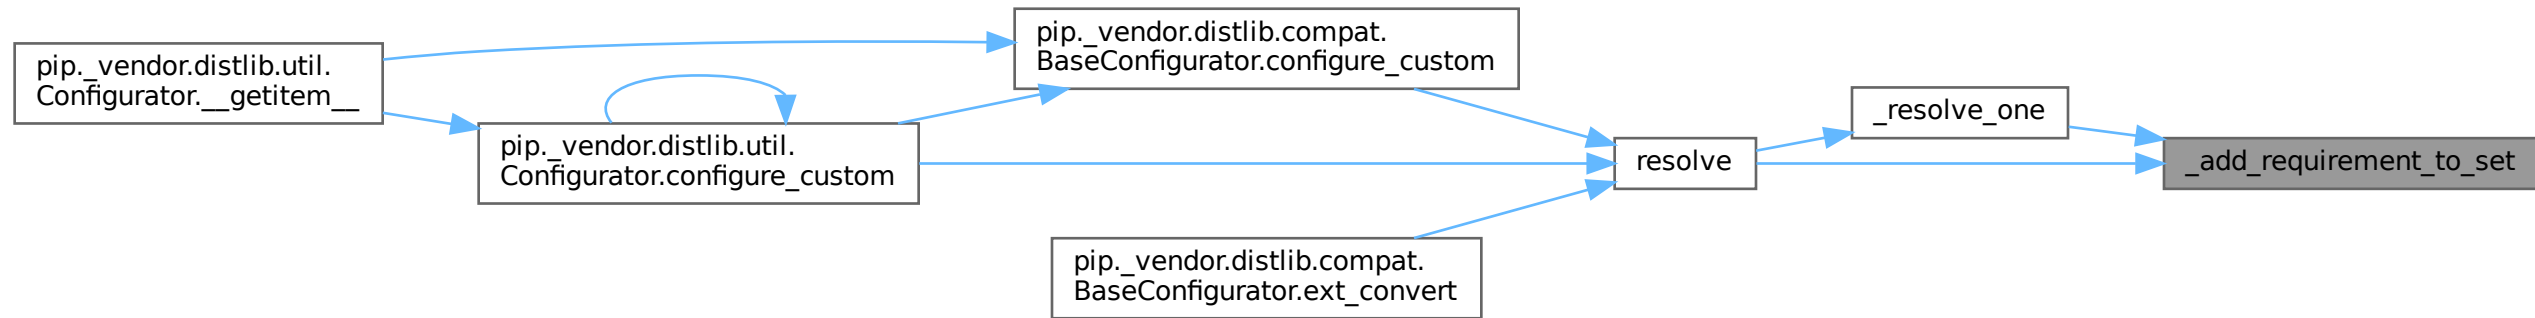 pip._vendor.distlib.util.
Configurator.__getitem__
pip._vendor.distlib.util.
Configurator.configure_custom
pip._vendor.distlib.compat.
BaseConfigurator.configure_custom
pip._vendor.distlib.compat.
BaseConfigurator.ext_convert
resolve
_resolve_one
_add_requirement_to_set